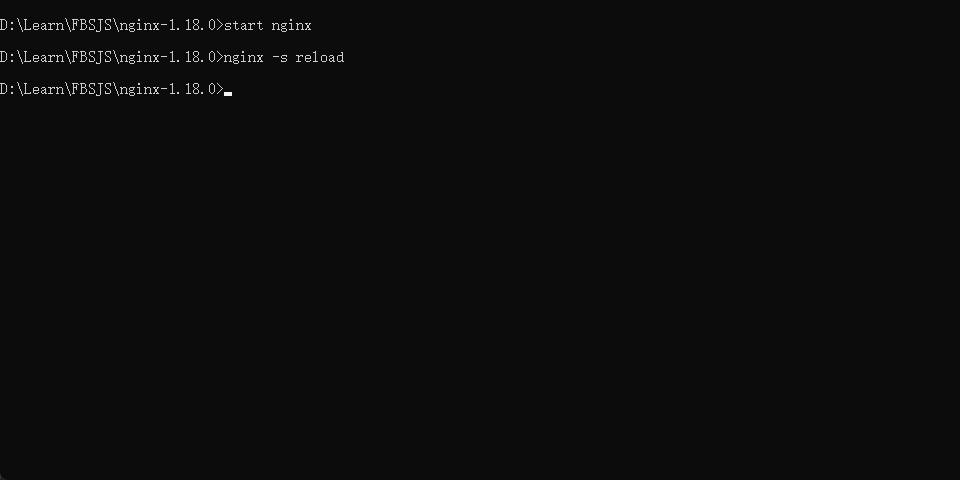 D:\Learn\FBSJS\nginx-1.18.0>start nginx
D:\Learn\FBSJS\nginx-1.18.0>nginx -s reload
D:\Learn\FBSJS\nginx-1.18.0>